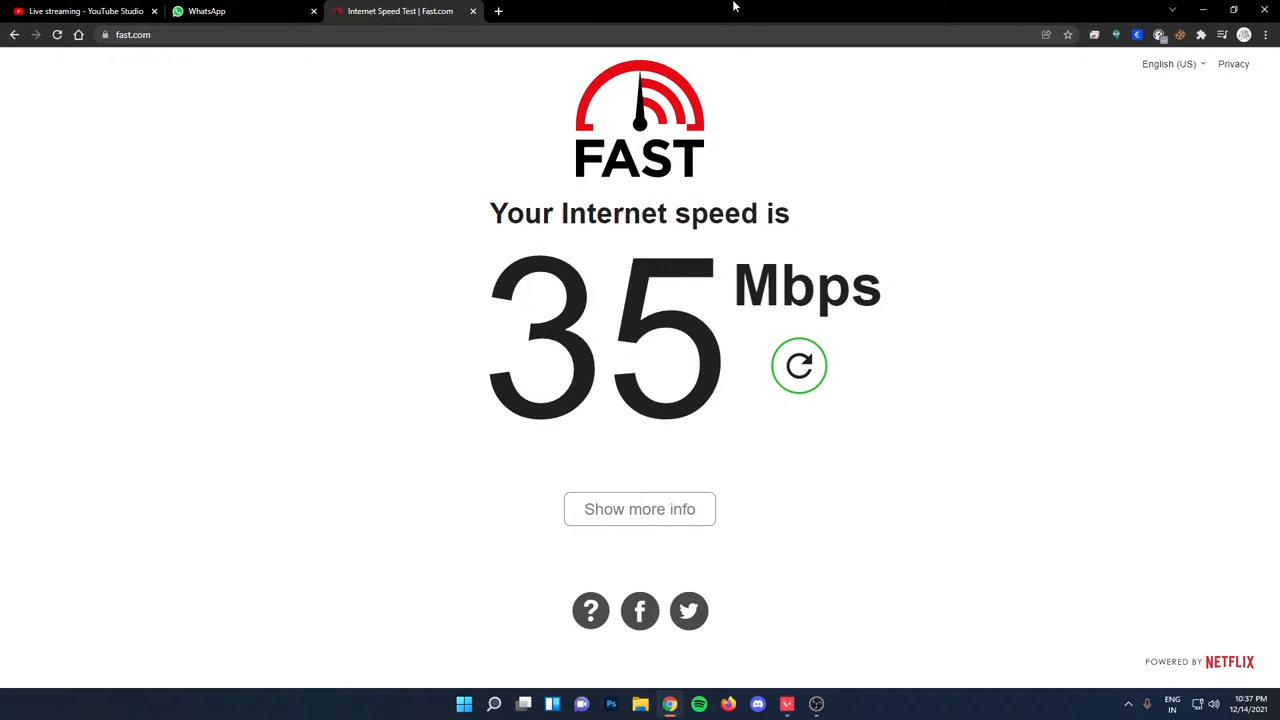 Live streaming - YouTube Studio
WhatsApp
Internet Speed Test | Fast.com
fast.com
English (US)
Privacy
FAST
Your Internet speed is
35 Mbps
Show more info
POWERED BY NETFLIX
Ps
ENG
IN
10:37 PM
12/14/2021